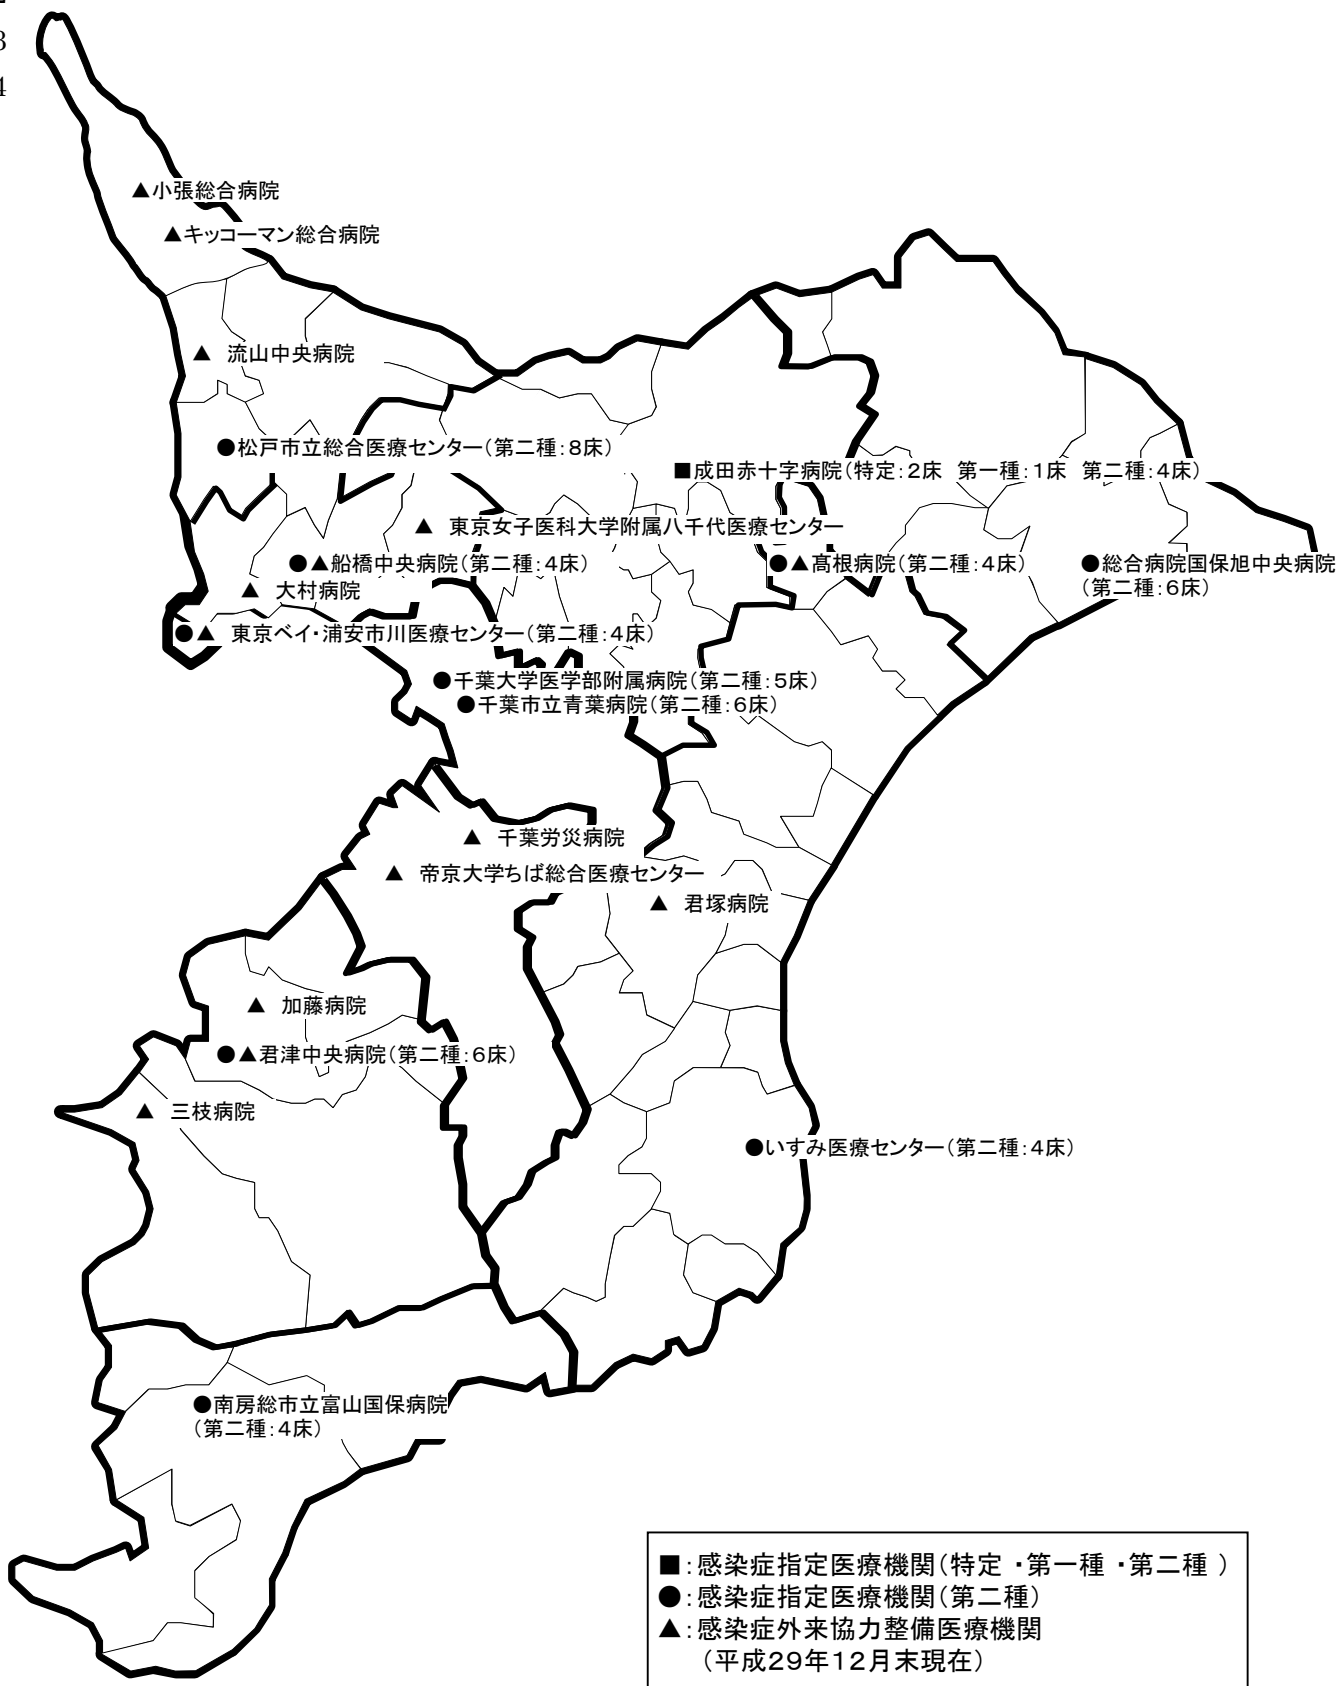 3
4
▲小張総合病院
▲キッコーマン総合病院
▲ 流山中央病院
●松戸市立総合医療センター(第二種:8床)
■成田赤十字病院(特定:2床 第一種:1床 第二種:4床)
▲ 東京女子医科大学附属八千代医療センター
●▲船橋中央病院(第二種:4床)
●▲髙根病院(第二種:4床)
●総合病院国保旭中央病院
(第二種:6床)
▲ 大村病院
●▲ 東京ベイ・浦安市川医療センター(第二種:4床)
●千葉大学医学部附属病院(第二種:5床)
●千葉市立青葉病院(第二種:6床)
▲ 千葉労災病院
▲ 帝京大学ちば総合医療センター
▲ 君塚病院
▲ 加藤病院
●▲君津中央病院(第二種:6床)
▲ 三枝病院
●いすみ医療センター(第二種:4床)
●南房総市立富山国保病院
(第二種:4床)
■:感染症指定医療機関(特定 ・第一種 ・第二種 )
●:感染症指定医療機関(第二種)
▲:感染症外来協力整備医療機関
(平成29年12月末現在)